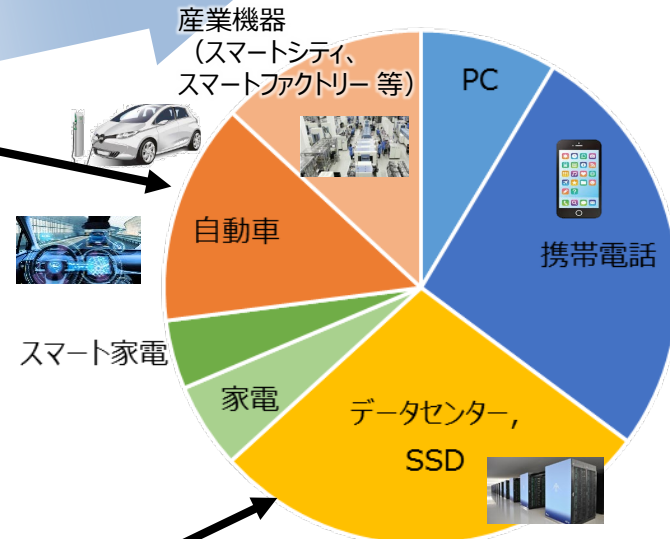 産業機器
（スマートシティ、
スマートファクトリー 等）
PC
携帯電話
自動車
スマート家電
家電
データセンター,
SSD